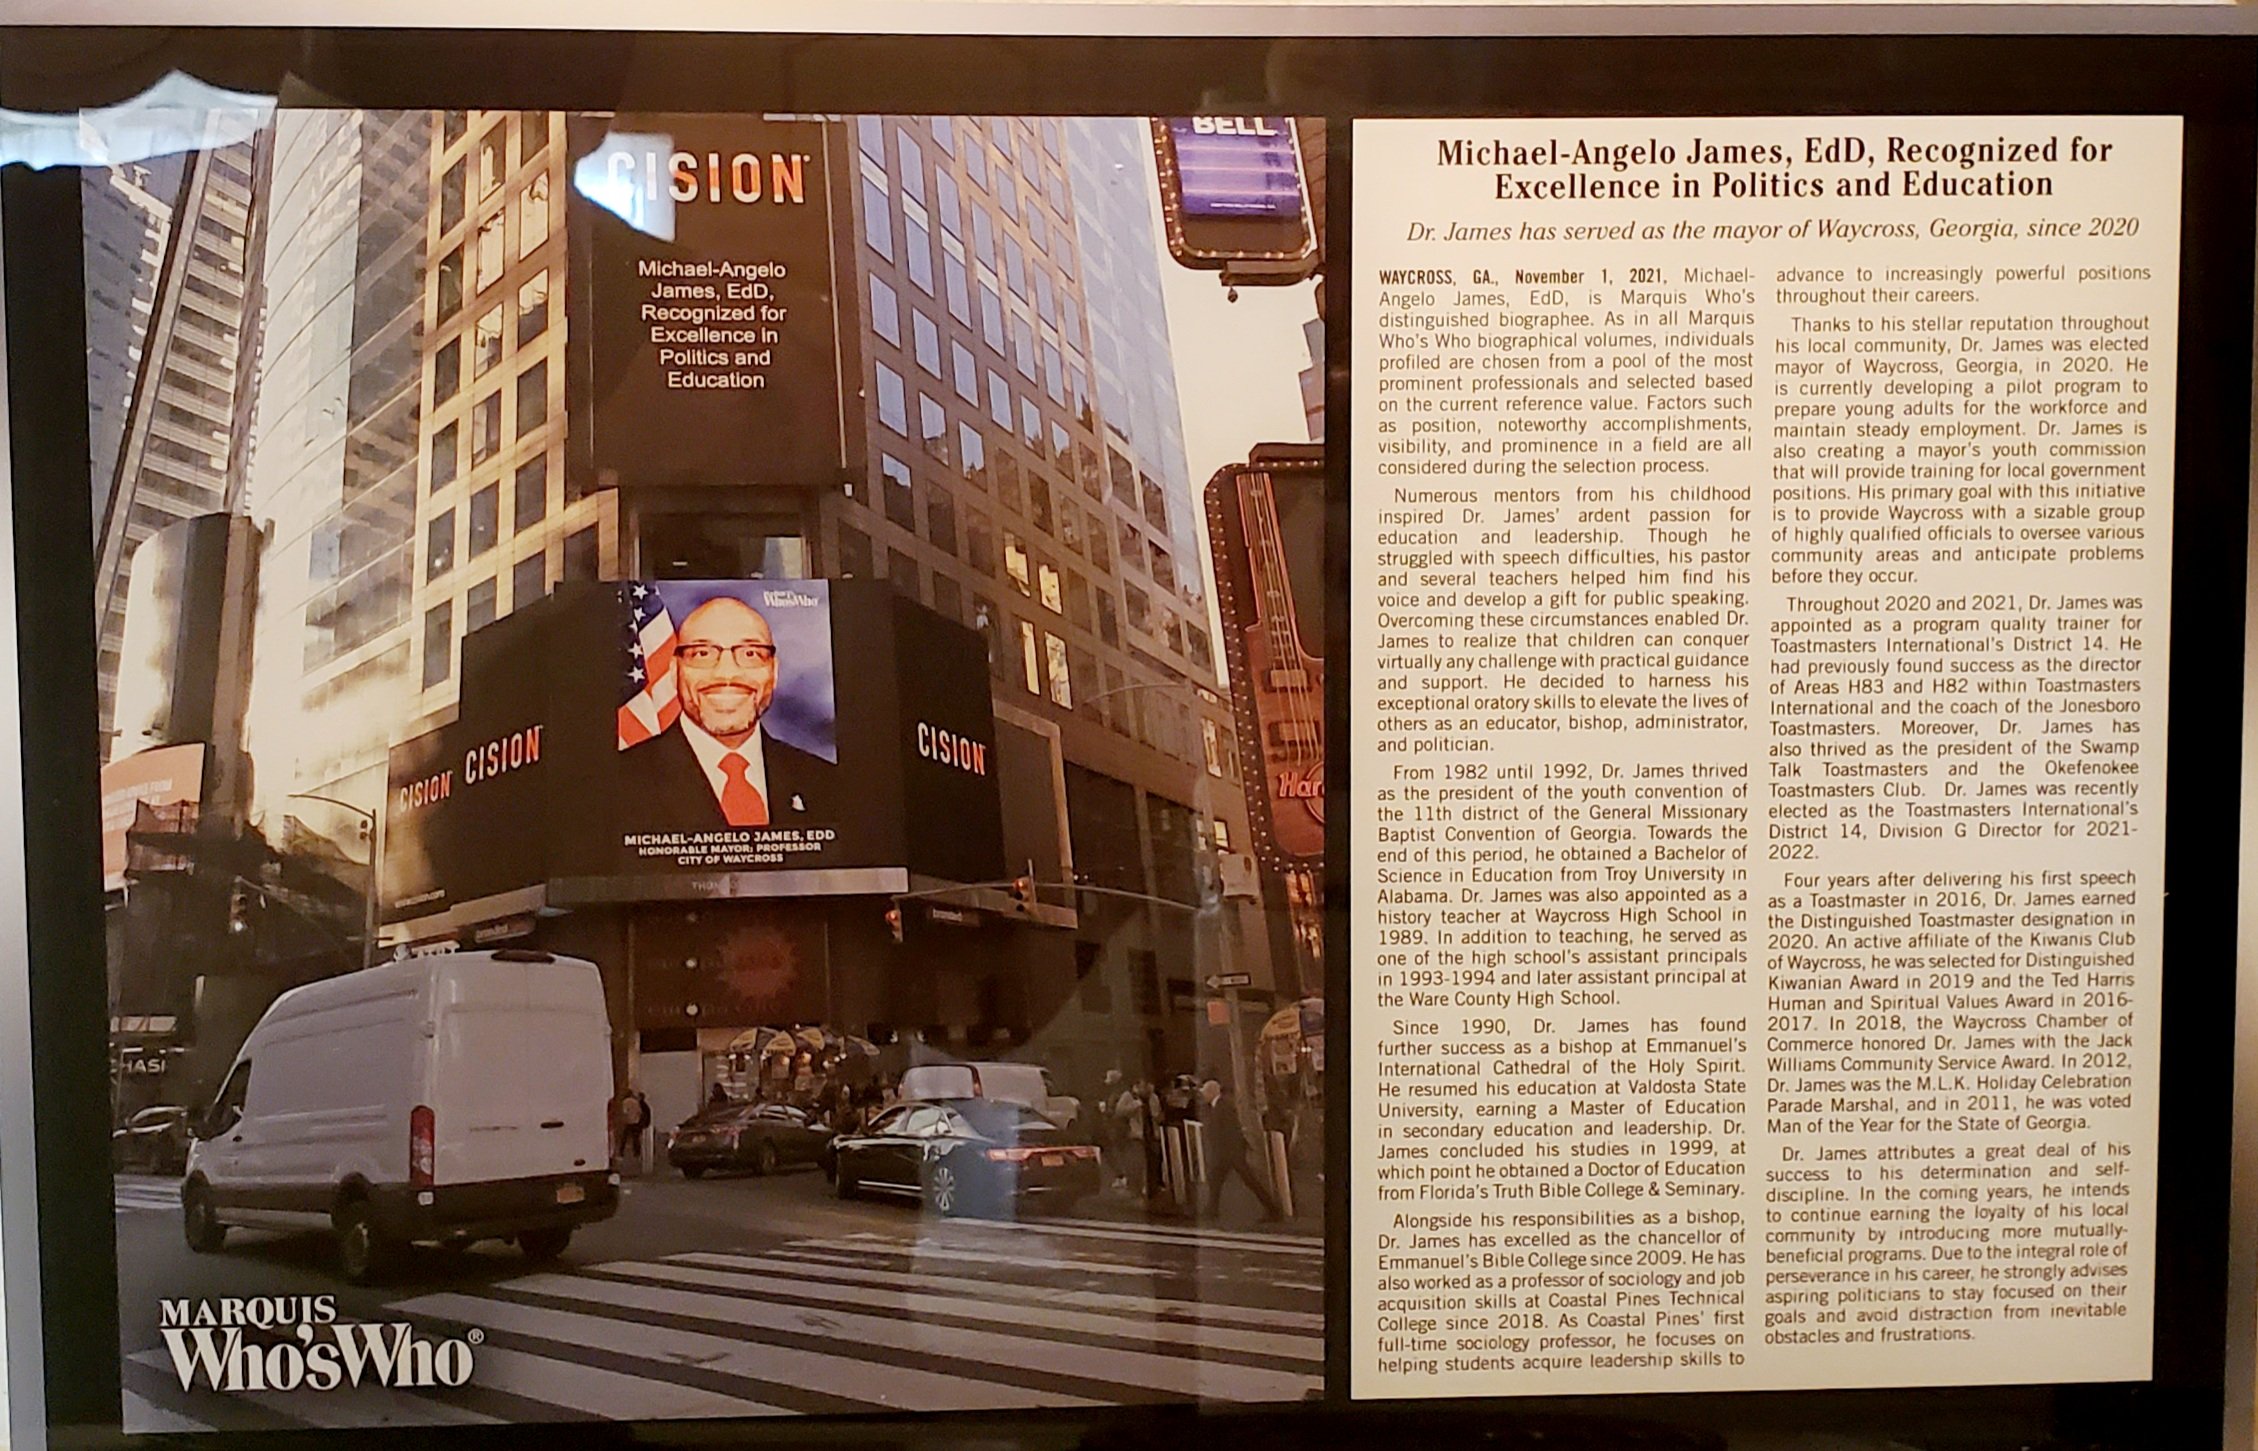 BELL
CISION
Michael-Angelo
James, EdD,
Recognized for
Excellence in
Politics and
Education
Who'sWho
CISION
CISION
CISION
MICHAEL-ANGELO JAMES, EDD
HONORABLE MAYOR; PROFESSOR
CITY OF WAYCROSS
Har
HASI
MARQUIS
Who'sWho®
Michael-Angelo James, EdD, Recognized for
Excellence in Politics and Education
Dr. James has served as the mayor of Waycross, Georgia, since 2020
WAYCROSS, GA., November 1, 2021, Michael-
Angelo James, EdD, is Marquis Who's
distinguished biographee. As in all Marquis
Who's Who biographical volumes, individuals
profiled are chosen from a pool of the most
prominent professionals and selected based
on the current reference value. Factors such
as position, noteworthy accomplishments,
visibility, and prominence in a field are all
considered during the selection process.
Numerous mentors from his childhood
inspired Dr. James' ardent passion for
education and leadership. Though he
struggled with speech difficulties, his pastor
and several teachers helped him find his
voice and develop a gift for public speaking.
Overcoming these circumstances enabled Dr.
James to realize that children can conquer
virtually any challenge with practical guidance
and support. He decided to harness his
exceptional oratory skills to elevate the lives of
others as an educator, bishop, administrator,
and politician.
From 1982 until 1992, Dr. James thrived
as the president of the youth convention of
the 11th district of the General Missionary
Baptist Convention of Georgia. Towards the
end of this period, he obtained a Bachelor of
Science in Education from Troy University in
Alabama. Dr. James was also appointed as a
history teacher at Waycross High School in
1989. In addition to teaching, he served as
one of the high school's assistant principals
in 1993-1994 and later assistant principal at
the Ware County High School.
Since 1990, Dr. James has found
further success as a bishop at Emmanuel's
International Cathedral of the Holy Spirit.
He resumed his education at Valdosta State
University, earning a Master of Education
in secondary education and leadership. Dr.
James concluded his studies in 1999, at
which point he obtained a Doctor of Education
from Florida's Truth Bible College & Seminary.
Alongside his responsibilities as a bishop,
Dr. James has excelled as the chancellor of
Emmanuel's Bible College since 2009. He has
also worked as a professor of sociology and job
acquisition skills at Coastal Pines Technical
College since 2018. As Coastal Pines' first
full-time sociology professor, he focuses on
helping students acquire leadership skills to
advance to increasingly powerful positions
throughout their careers.
Thanks to his stellar reputation throughout
his local community, Dr. James was elected
mayor of Waycross, Georgia, in 2020. He
is currently developing a pilot program to
prepare young adults for the workforce and
maintain steady employment. Dr. James is
also creating a mayor's youth commission
that will provide training for local government
positions. His primary goal with this initiative
is to provide Waycross with a sizable group
of highly qualified officials to oversee various
community areas and anticipate problems
before they occur.
Throughout 2020 and 2021, Dr. James was
appointed as a program quality trainer for
Toastmasters International's District 14. He
had previously found success as the director
of Areas H83 and H82 within Toastmasters
International and the coach of the Jonesboro
Toastmasters. Moreover, Dr. James has
also thrived as the president of the Swamp
Talk Toastmasters and the Okefenokee
Toastmasters Club. Dr. James was recently
elected as the Toastmasters International's
District 14, Division G Director for 2021-
2022.
Four years after delivering his first speech
as a Toastmaster in 2016, Dr. James earned
the Distinguished Toastmaster designation in
2020. An active affiliate of the Kiwanis Club
of Waycross, he was selected for Distinguished
Kiwanian Award in 2019 and the Ted Harris
Human and Spiritual Values Award in 2016-
2017. In 2018, the Waycross Chamber of
Commerce honored Dr. James with the Jack
Williams Community Service Award. In 2012,
Dr. James was the M.L.K. Holiday Celebration
Parade Marshal, and in 2011, he was voted
Man of the Year for the State of Georgia.
Dr. James attributes a great deal of his
success to his determination and self-
discipline. In the coming years, he intends
to continue earning the loyalty of his local
community by introducing more mutually-
beneficial programs. Due to the integral role of
perseverance in his career, he strongly advises
aspiring politicians to stay focused on their
goals and avoid distraction from inevitable
obstacles and frustrations.